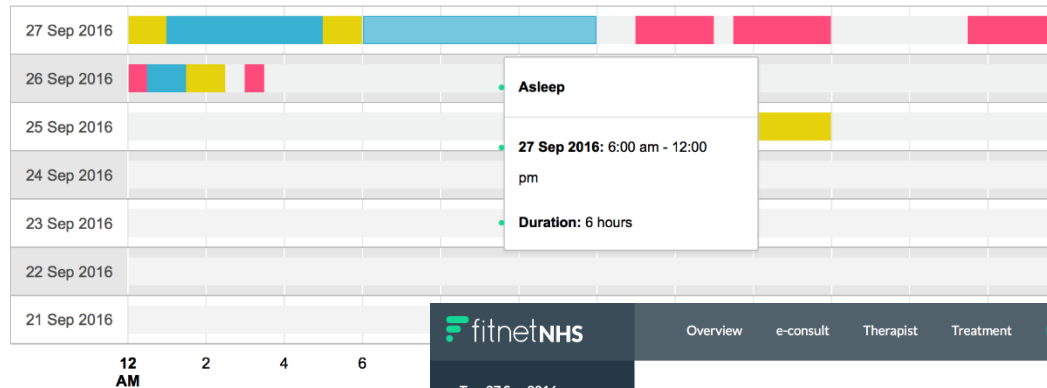 27 Sep 2016
26 Sep 2016
Asleep
25 Sep 2016
27 Sep 2016: 6:00 am - 12:00
pm
24 Sep 2016
23 Sep 2016
Duration: 6 hours
22 Sep 2016
21 Sep 2016
fitnetNHS
Overview e-consult Therapist Treatment
12 2 4 6
AM